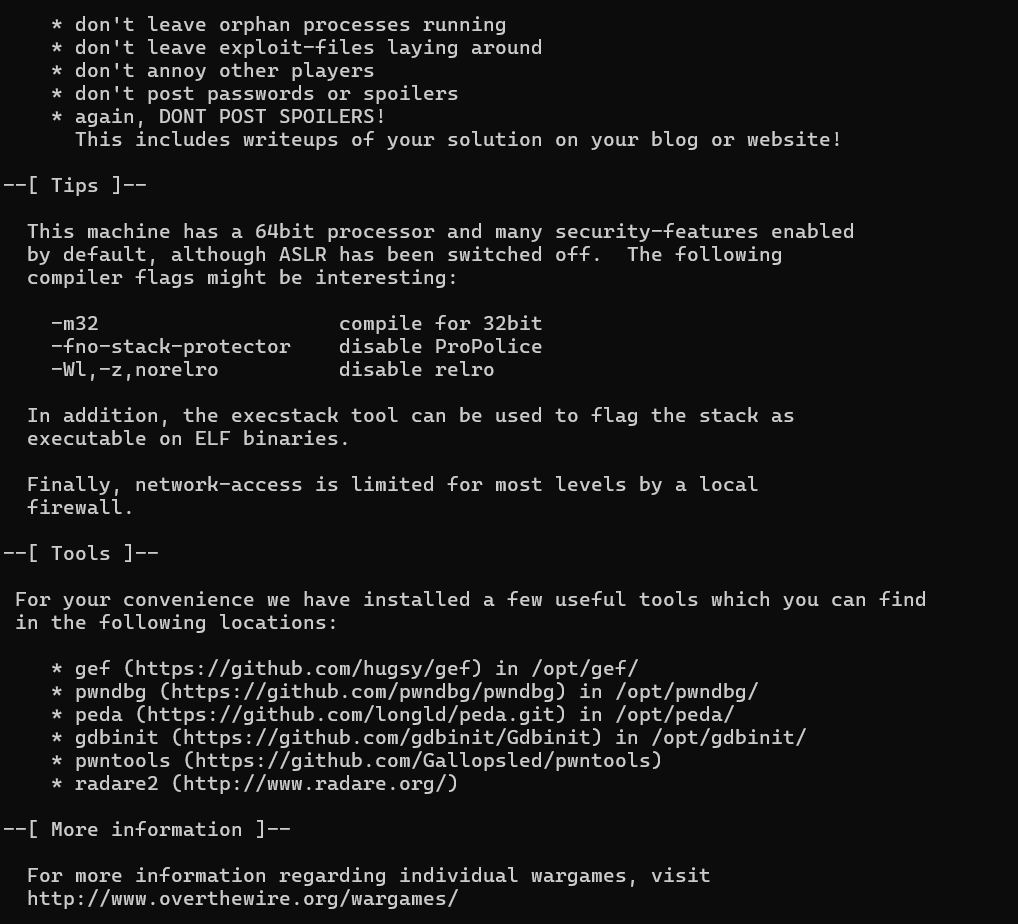 * don't leave orphan processes running
* don't leave exploit-files laying around
* don't annoy other players
* don't post passwords or spoilers
* again, DONT POST SPOILERS!
This includes writeups of your solution on your blog or website!
--[ Tips ]--
This machine has a 64bit processor and many security-features enabled
by default, although ASLR has been switched off.  The following
compiler flags might be interesting:
-m32                    compile for 32bit
-fno-stack-protector    disable ProPolice
-Wl,-z,norelro          disable relro
In addition, the execstack tool can be used to flag the stack as
executable on ELF binaries.
Finally, network-access is limited for most levels by a local
firewall.
--[ Tools ]--
For your convenience we have installed a few useful tools which you can find
in the following locations:
* gef (https://github.com/hugsy/gef) in /opt/gef/
* pwndbg (https://github.com/pwndbg/pwndbg) in /opt/pwndbg/
* peda (https://github.com/longld/peda.git) in /opt/peda/
* gdbinit (https://github.com/gdbinit/Gdbinit) in /opt/gdbinit/
* pwntools (https://github.com/Gallopsled/pwntools)
* radare2 (http://www.radare.org/)
--[ More information ]--
For more information regarding individual wargames, visit
http://www.overthewire.org/wargames/